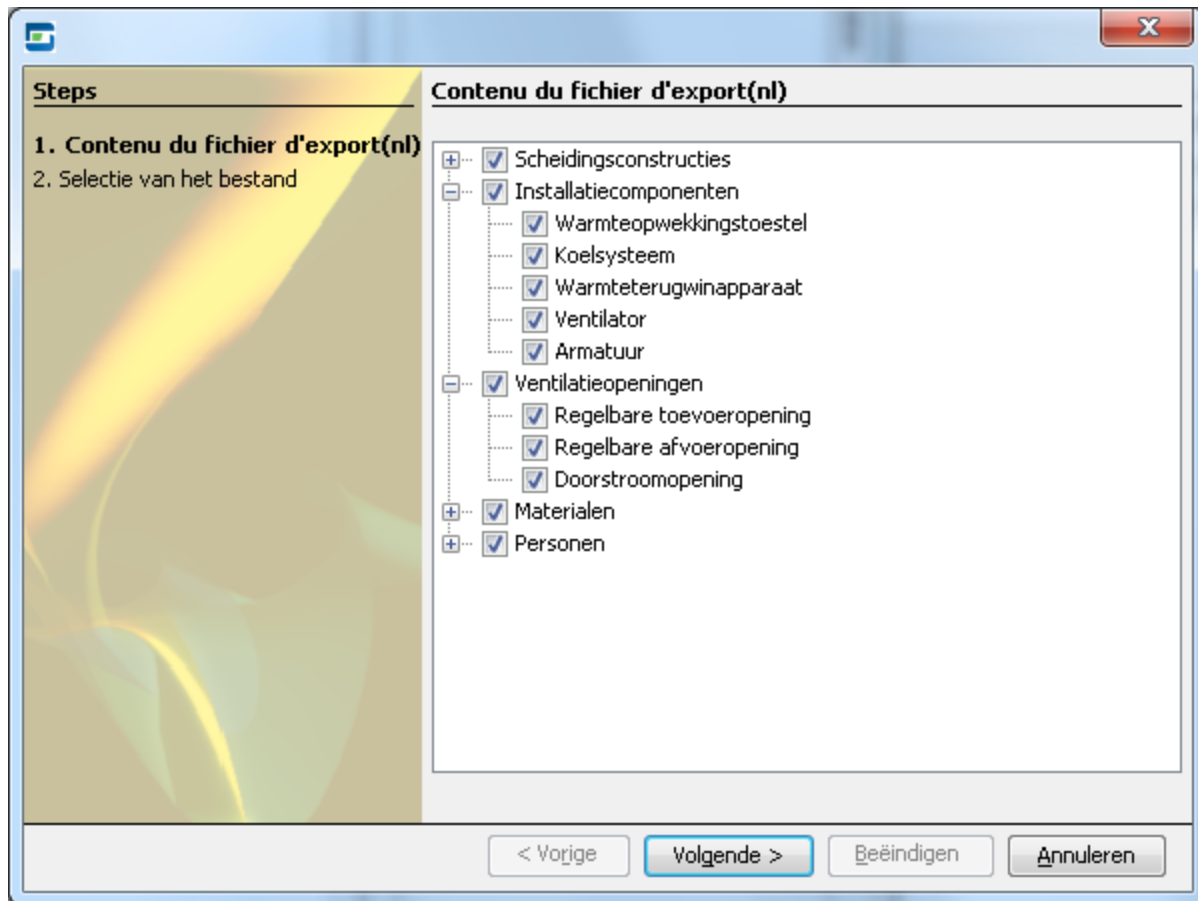 Steps
1. Contenu du fichier d'export(nl)
2. Selectie van het bestand
Contenu du fichier d'export(nl)
Scheidingsconstructies
Installatiecomponenten
Warmteopwekkingstoestel
Koelsysteem
Warmteterugwinapparaat
Ventilator
Armatuur
Ventilatieopeningen
Regelbare toevoeropening
Regelbare afvoeropening
Doorstroomopening
Materialen
Personen
< Vorige
Volgende >
Beëindigen
Annuleren